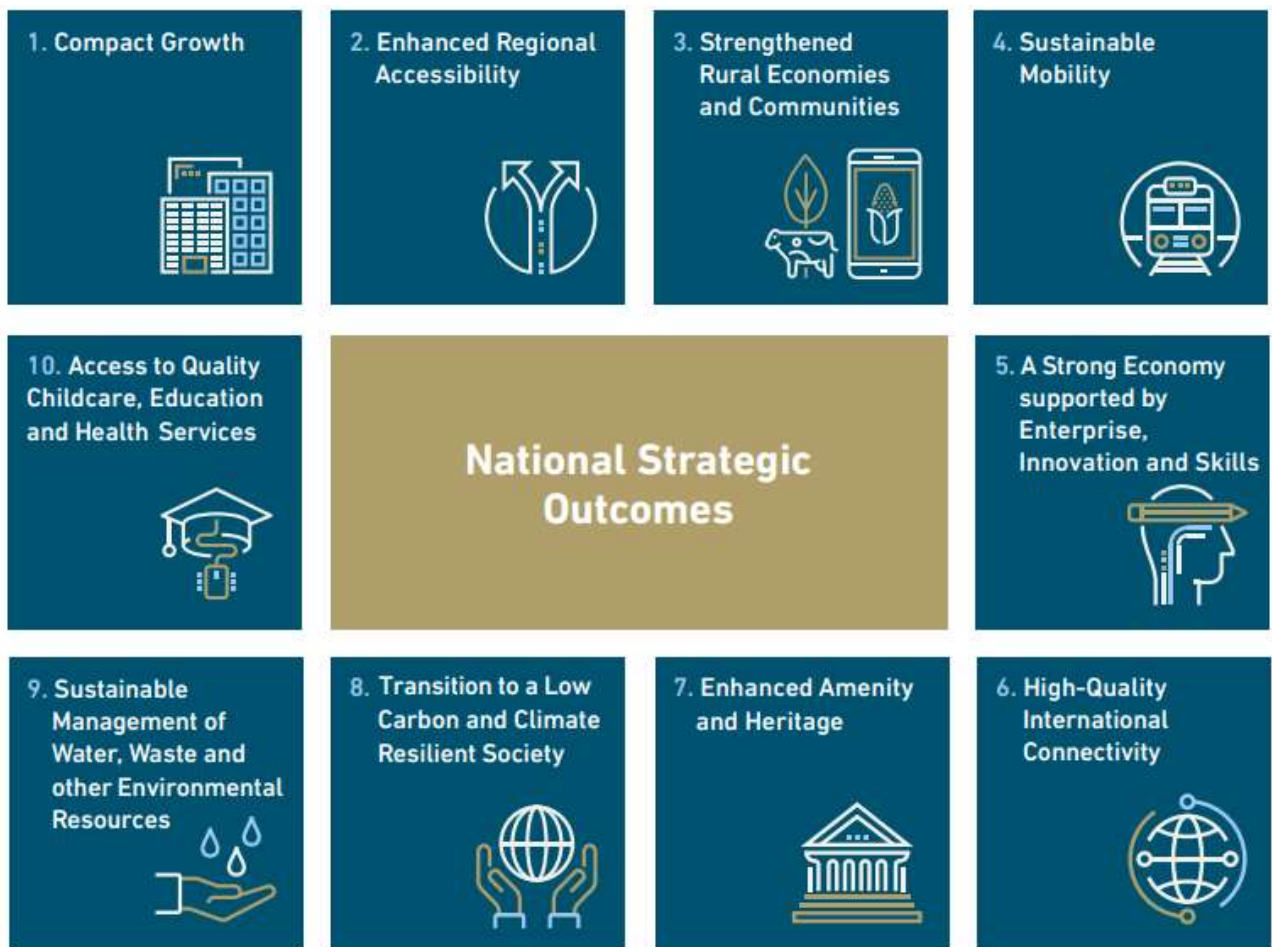 1. Compact Growth
2. Enhanced Regional
Accessibility
3. Strengthened
Rural Economies
and Communities
4. Sustainable
Mobility
10. Access to Quality
Childcare, Education
and Health Services
National Strategic
Outcomes
5. A Strong Economy
supported by
Enterprise,
Innovation and Skills
9. Sustainable
Management of
Water, Waste and
other Environmental
Resources
8. Transition to a Low
Carbon and Climate
Resilient Society
7. Enhanced Amenity
and Heritage
6. High-Quality
International
Connectivity